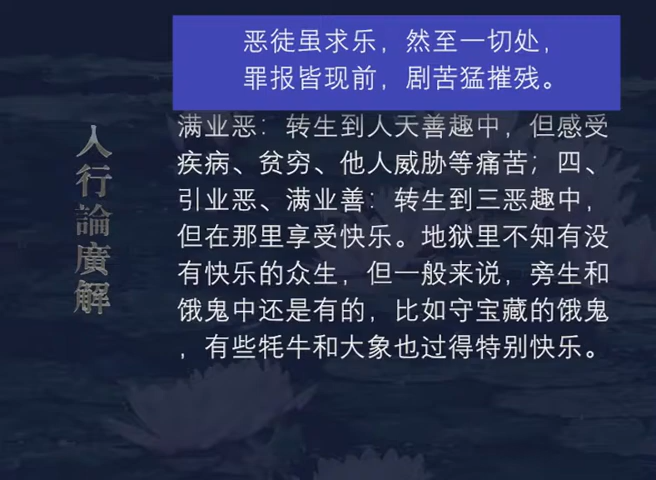 恶徒虽求乐，然至一切处，
罪报皆现前，剧苦猛摧残。
满业恶：转生到人天善趣中，但感受
疾病、贫穷、他人威胁等痛苦；四、
引业恶、满业善：转生到三恶趣中，
但在那里享受快乐。地狱里不知有没
有快乐的众生，但一般来说，旁生和
饿鬼中还是有的，比如守宝藏的饿鬼
，有些牦牛和大象也过得特别快乐。
入行論廣解